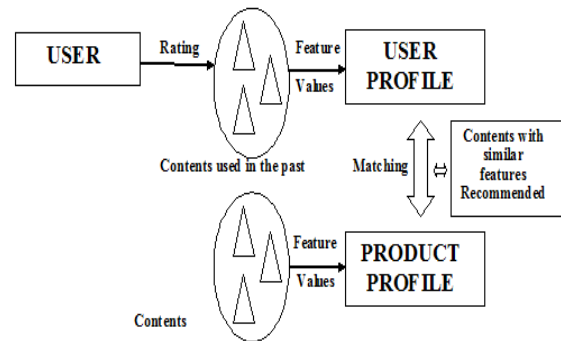 USER
Rating
Feature
Values
USER
PROFILE
Contents used in the past
Matching
Contents with
similar
features
Recommended
Feature
Values
PRODUCT
PROFILE
Contents